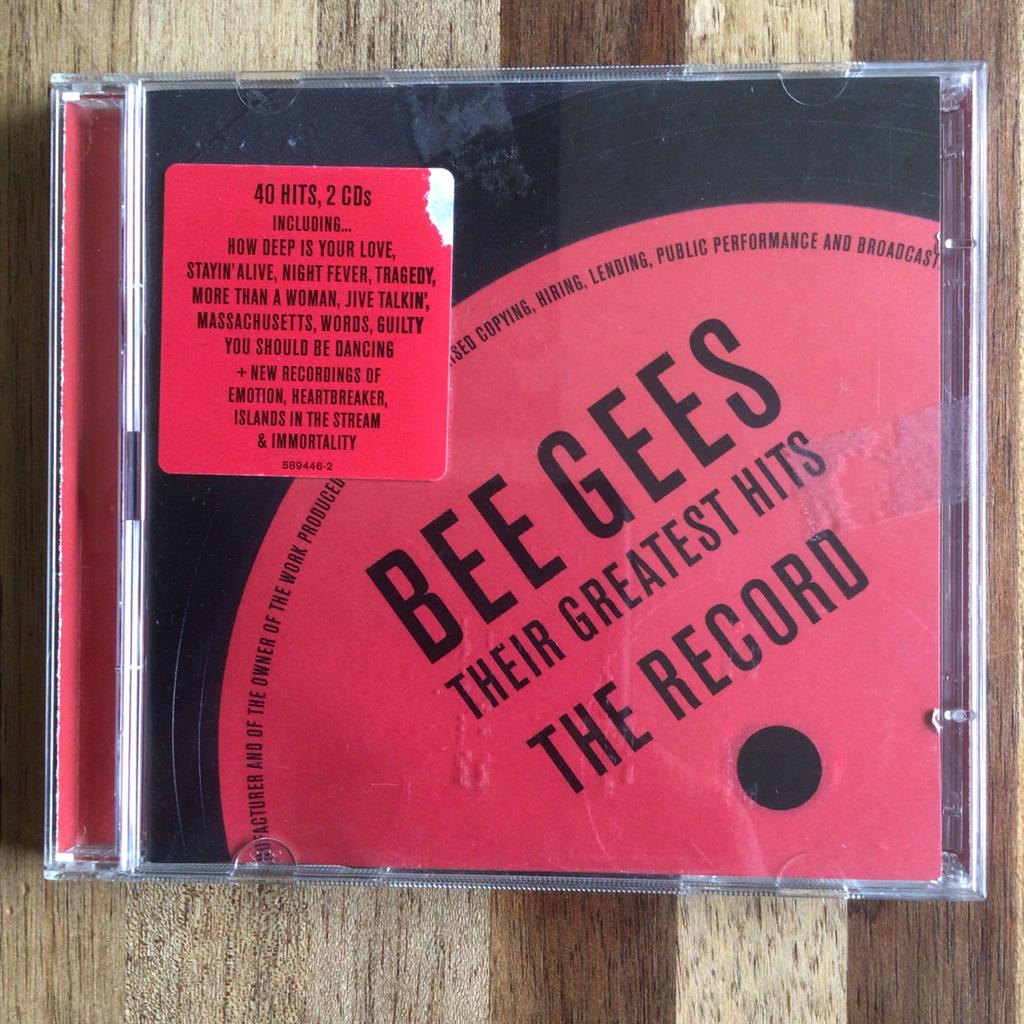 40 HITS, 2 CDs
INCLUDING...
HOW DEEP IS YOUR LOVE,
STAYIN' ALIVE, NIGHT FEVER, TRAGEDY,
MORE THAN A WOMAN, JIVE TALKIN',
MASSACHUSETTS, WORDS, GUILTY
YOU SHOULD BE DANCING
+ NEW RECORDINGS OF
EMOTION, HEARTBREAKER,
ISLANDS IN THE STREAM
& IMMORTALITY
589446-2
UFACTURER AND OF THE OWNER OF THE WORK PRODUCED
ISED COPYING, HIRING, LENDING, PUBLIC PERFORMANCE AND BROADCAST
BEE GEES
THEIR GREATEST HITS
THE RECORD